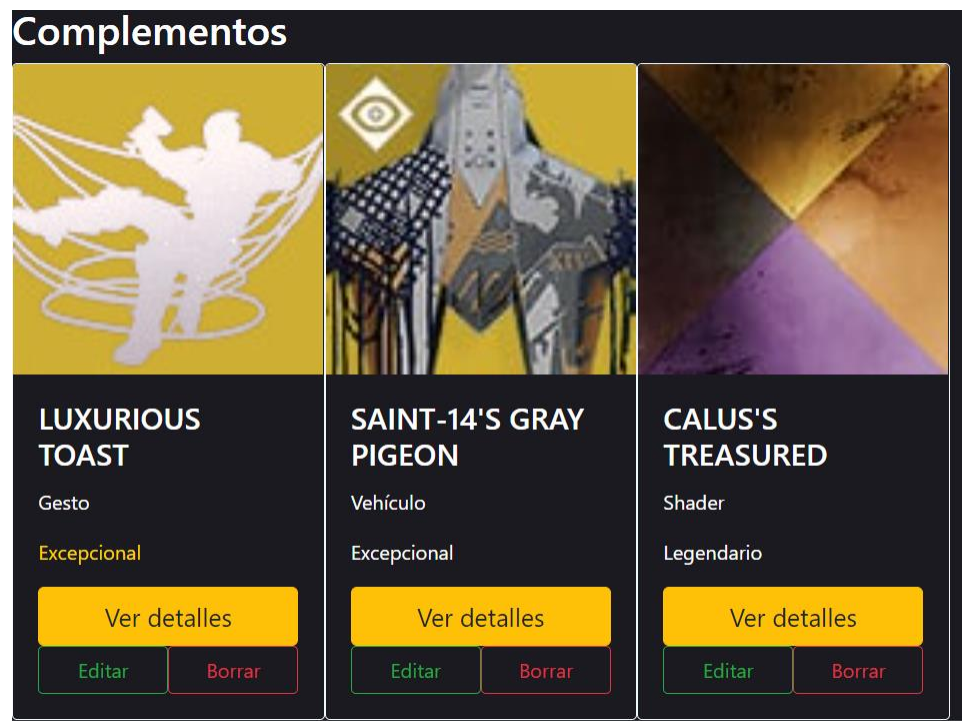 Complementos
LUXURIOUS
TOAST
Gesto
Excepcional
Ver detalles
Editar
Borrar
SAINT-14'S GRAY
PIGEON
Vehículo
Excepcional
Ver detalles
Editar
Borrar
CALUS'S
TREASURED
Shader
Legendario
Ver detalles
Editar
Borrar